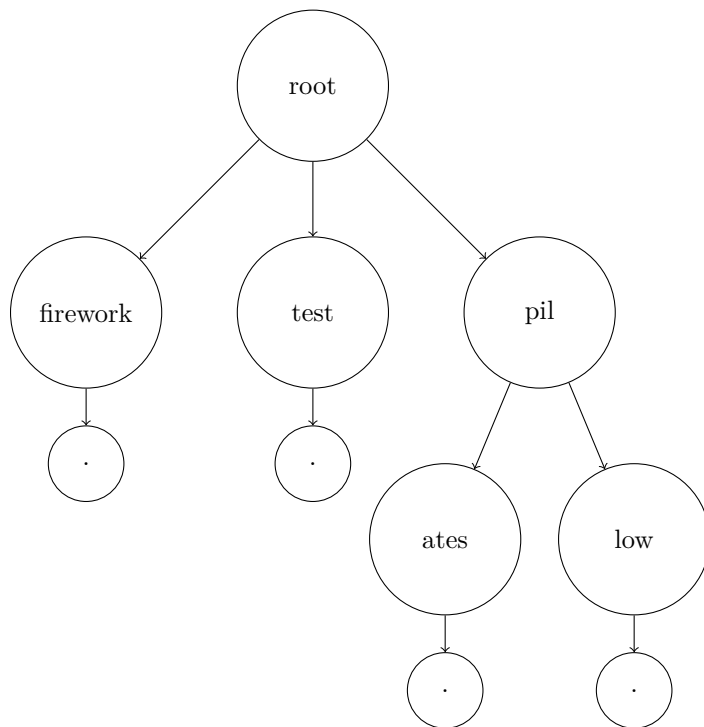 root
firework test pil
. .
ates low
. .